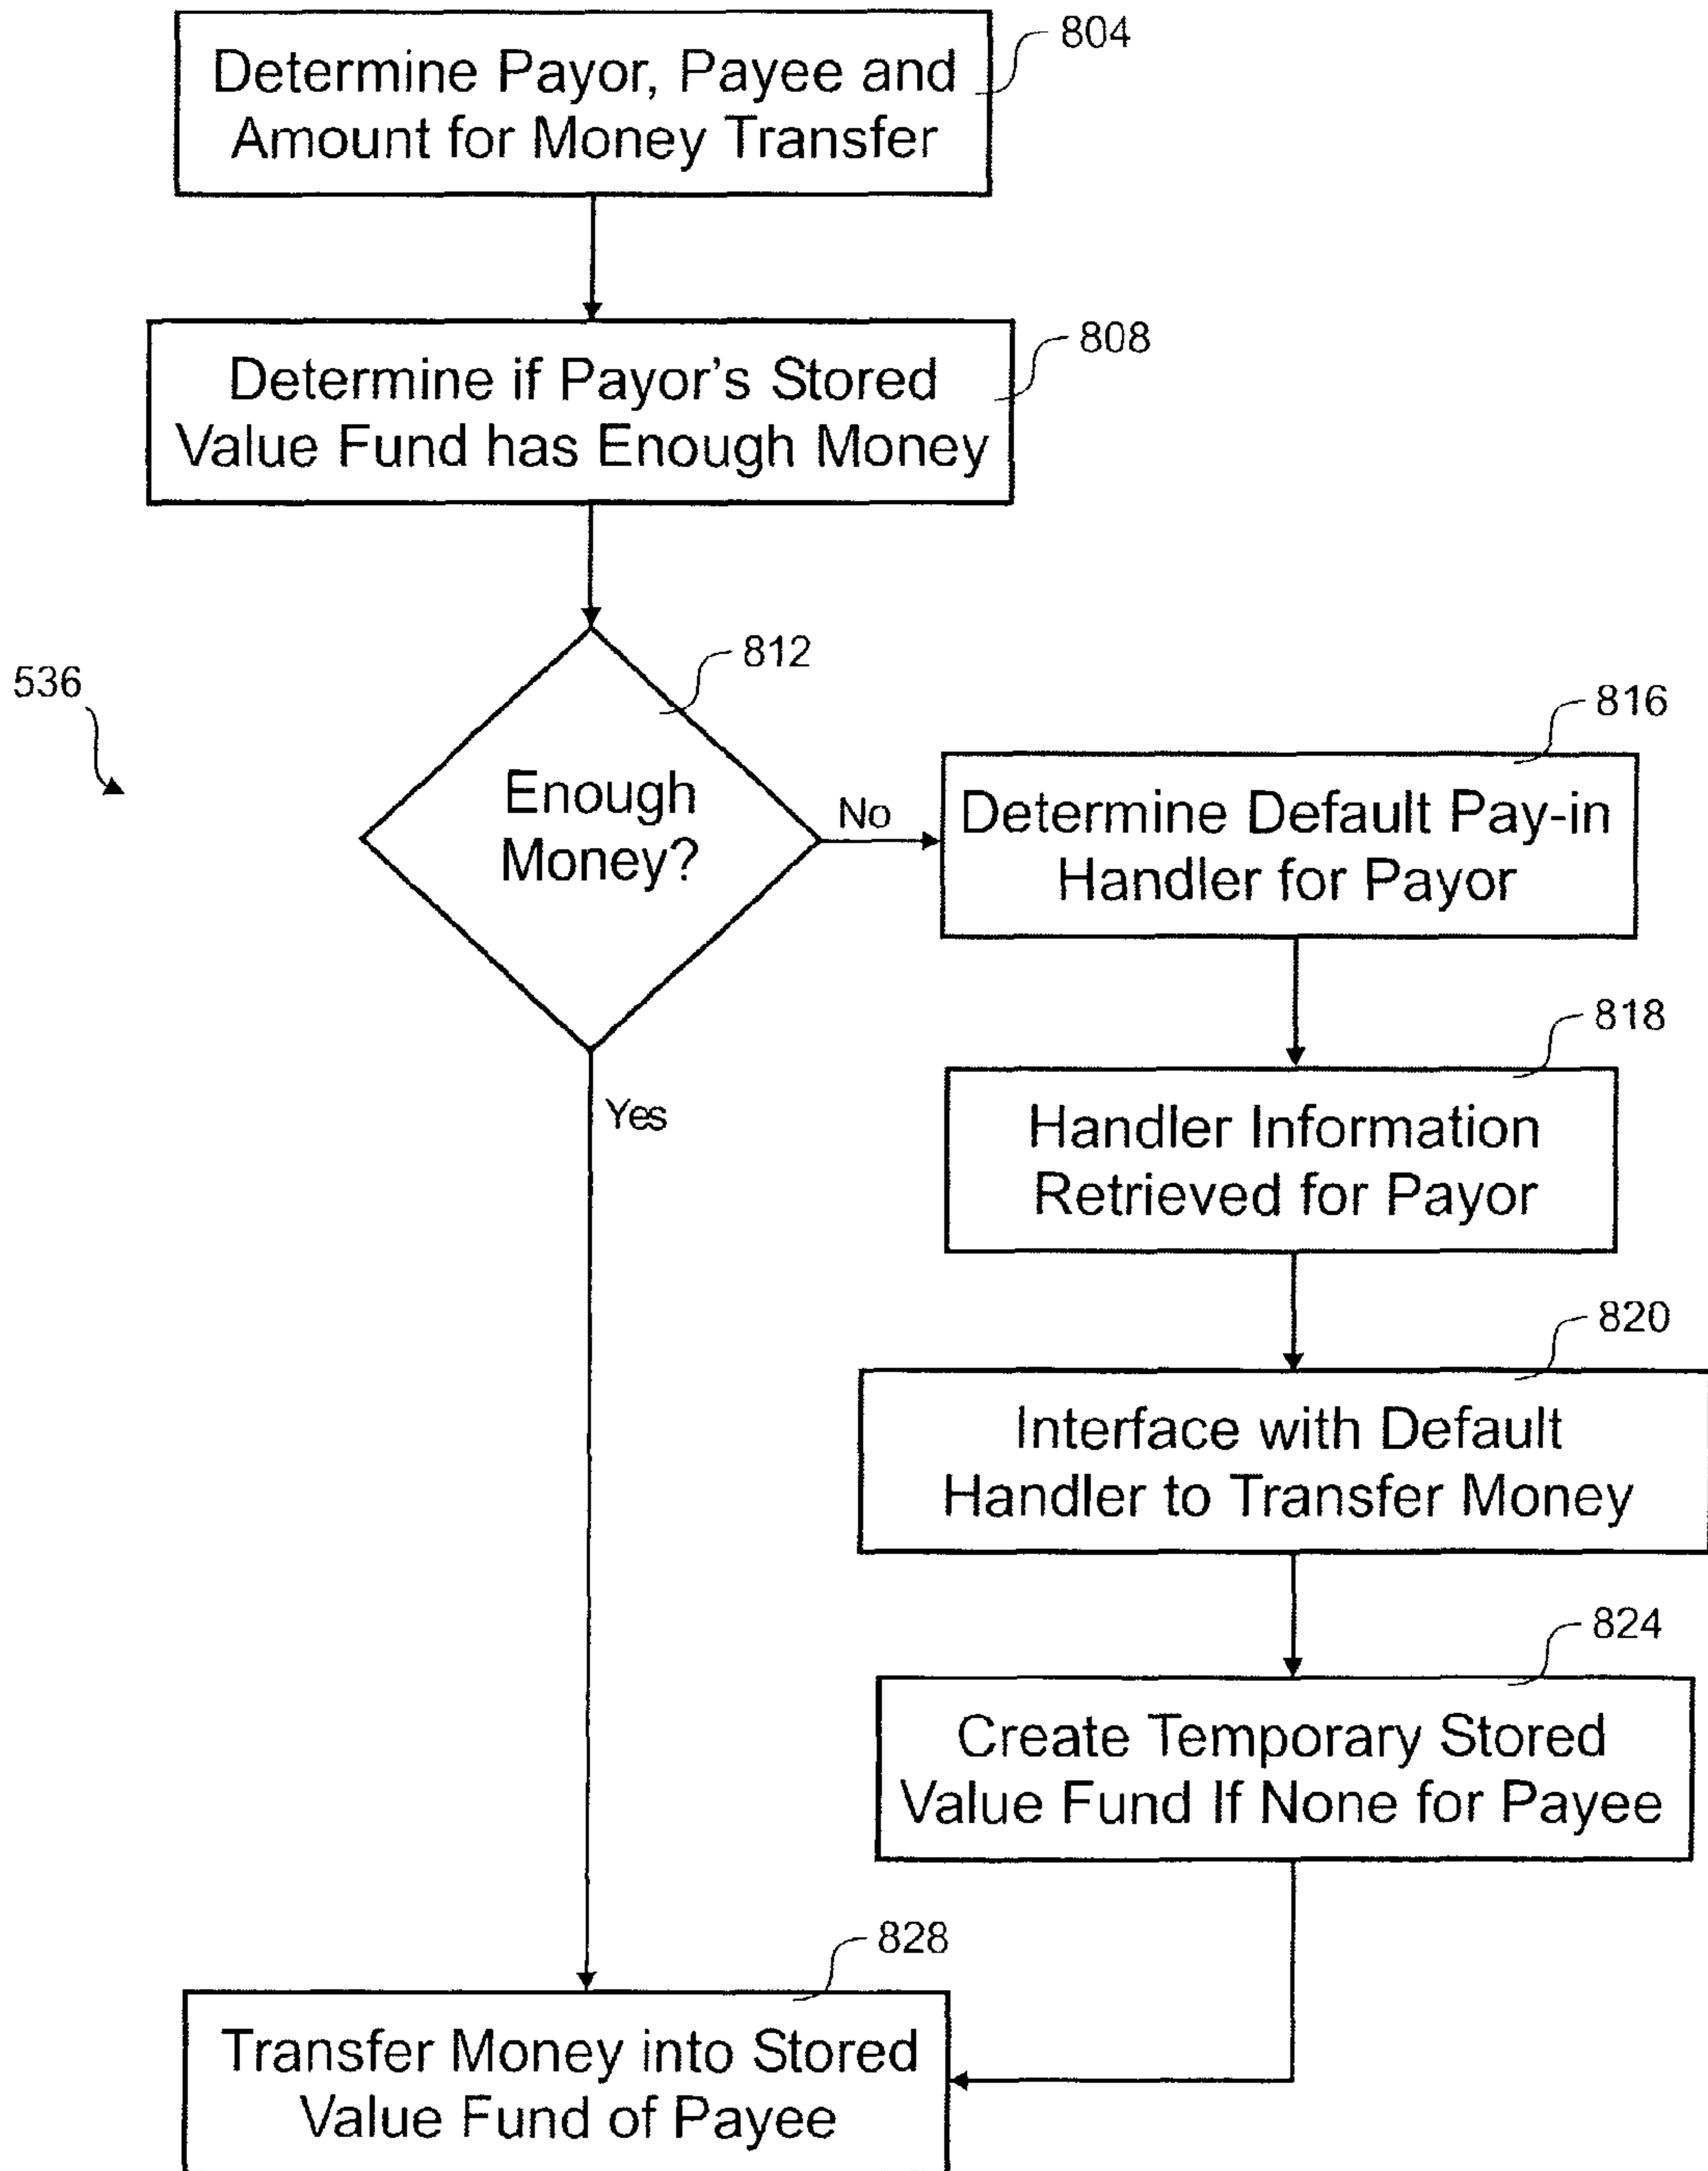 804
Determine Payor, Payee and
Amount for Money Transfer
808
Determine if Payor's Stored
Value Fund has Enough Money
812
536
Enough
Money?
No
816
Determine Default Pay-in
Handler for Payor
Yes
818
Handler Information
Retrieved for Payor
820
Interface with Default
Handler to Transfer Money
824
Create Temporary Stored
Value Fund If None for Payee
828
Transfer Money into Stored
Value Fund of Payee